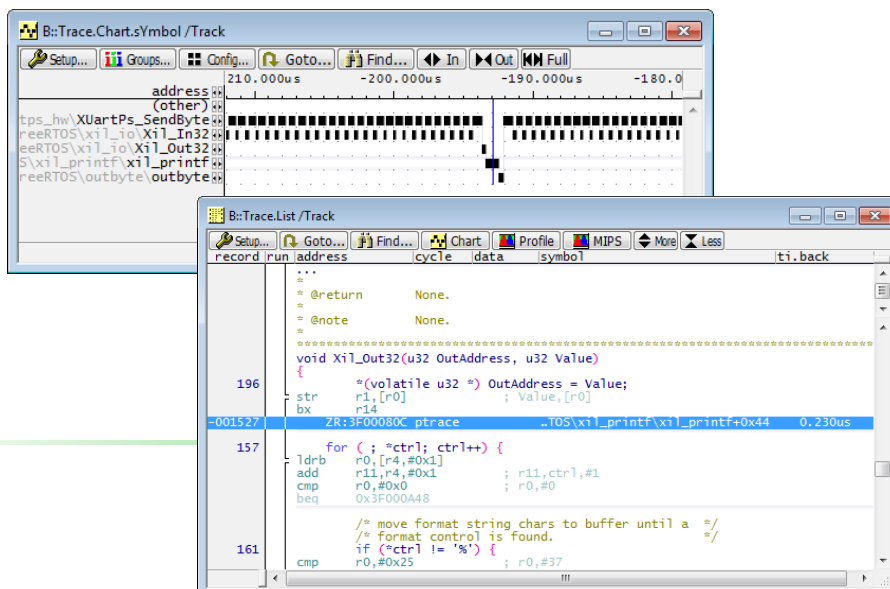 B::Trace.Chart.sYmbol /Track
Setup... Groups... Config... Goto... Find... In Out Full
210.000us -200.000us -190.000us -180.0
address
(other)
tps_hw\XUartPs_SendByte
reeRTOS\xil_io\Xil_In32
eeRTOS\xil_io\Xil_Out32
S\xil_printf\xil_printf
reeRTOS\outbyte\outbyte
B::Trace.List /Track
Setup... Goto... Find... Chart Profile MIPS More Less
record run address cycle data symbol ti.back
...
*
* @return None.
*
* @note None.
*
******************************************************************************
void Xil_Out32(u32 OutAddress, u32 Value)
{
196 *(volatile u32 *) OutAddress = Value;
str r1,[r0] ; Value,[r0]
bx r14
-001527 ZR:3F00080C ptrace ..TOS\xil_printf\xil_printf+0x44 0.230us
157 for ( ; *ctrl; ctrl++) {
ldrb r0,[r4,#0x1]
add r11,r4,#0x1 ; r11,ctrl,#1
cmp r0,#0x0 ; r0,#0
beq 0x3F000A48
/* move format string chars to buffer until a */
/* format control is found. */
161 if (*ctrl != '%') {
cmp r0,#0x25 ; r0,#37